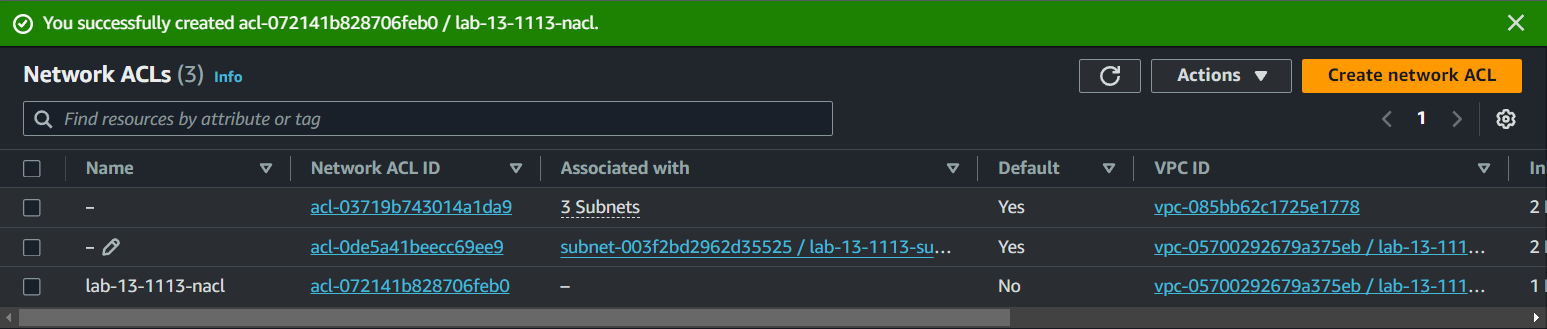 You successfully created acl-072141b828706feb0 / lab-13-1113-nacl.
Network ACLs (3) Info
Actions
Create network ACL
Find resources by attribute or tag
1
Name Network ACL ID Associated with Default VPC ID In
– acl-03719b743014a1da9 3 Subnets Yes vpc-085bb62c1725e1778 2
– acl-0de5a41beecc69ee9 subnet-003f2bd2962d35525 / lab-13-1113-su... Yes vpc-05700292679a375eb / lab-13-111... 2
lab-13-1113-nacl acl-072141b828706feb0 – No vpc-05700292679a375eb / lab-13-111... 1